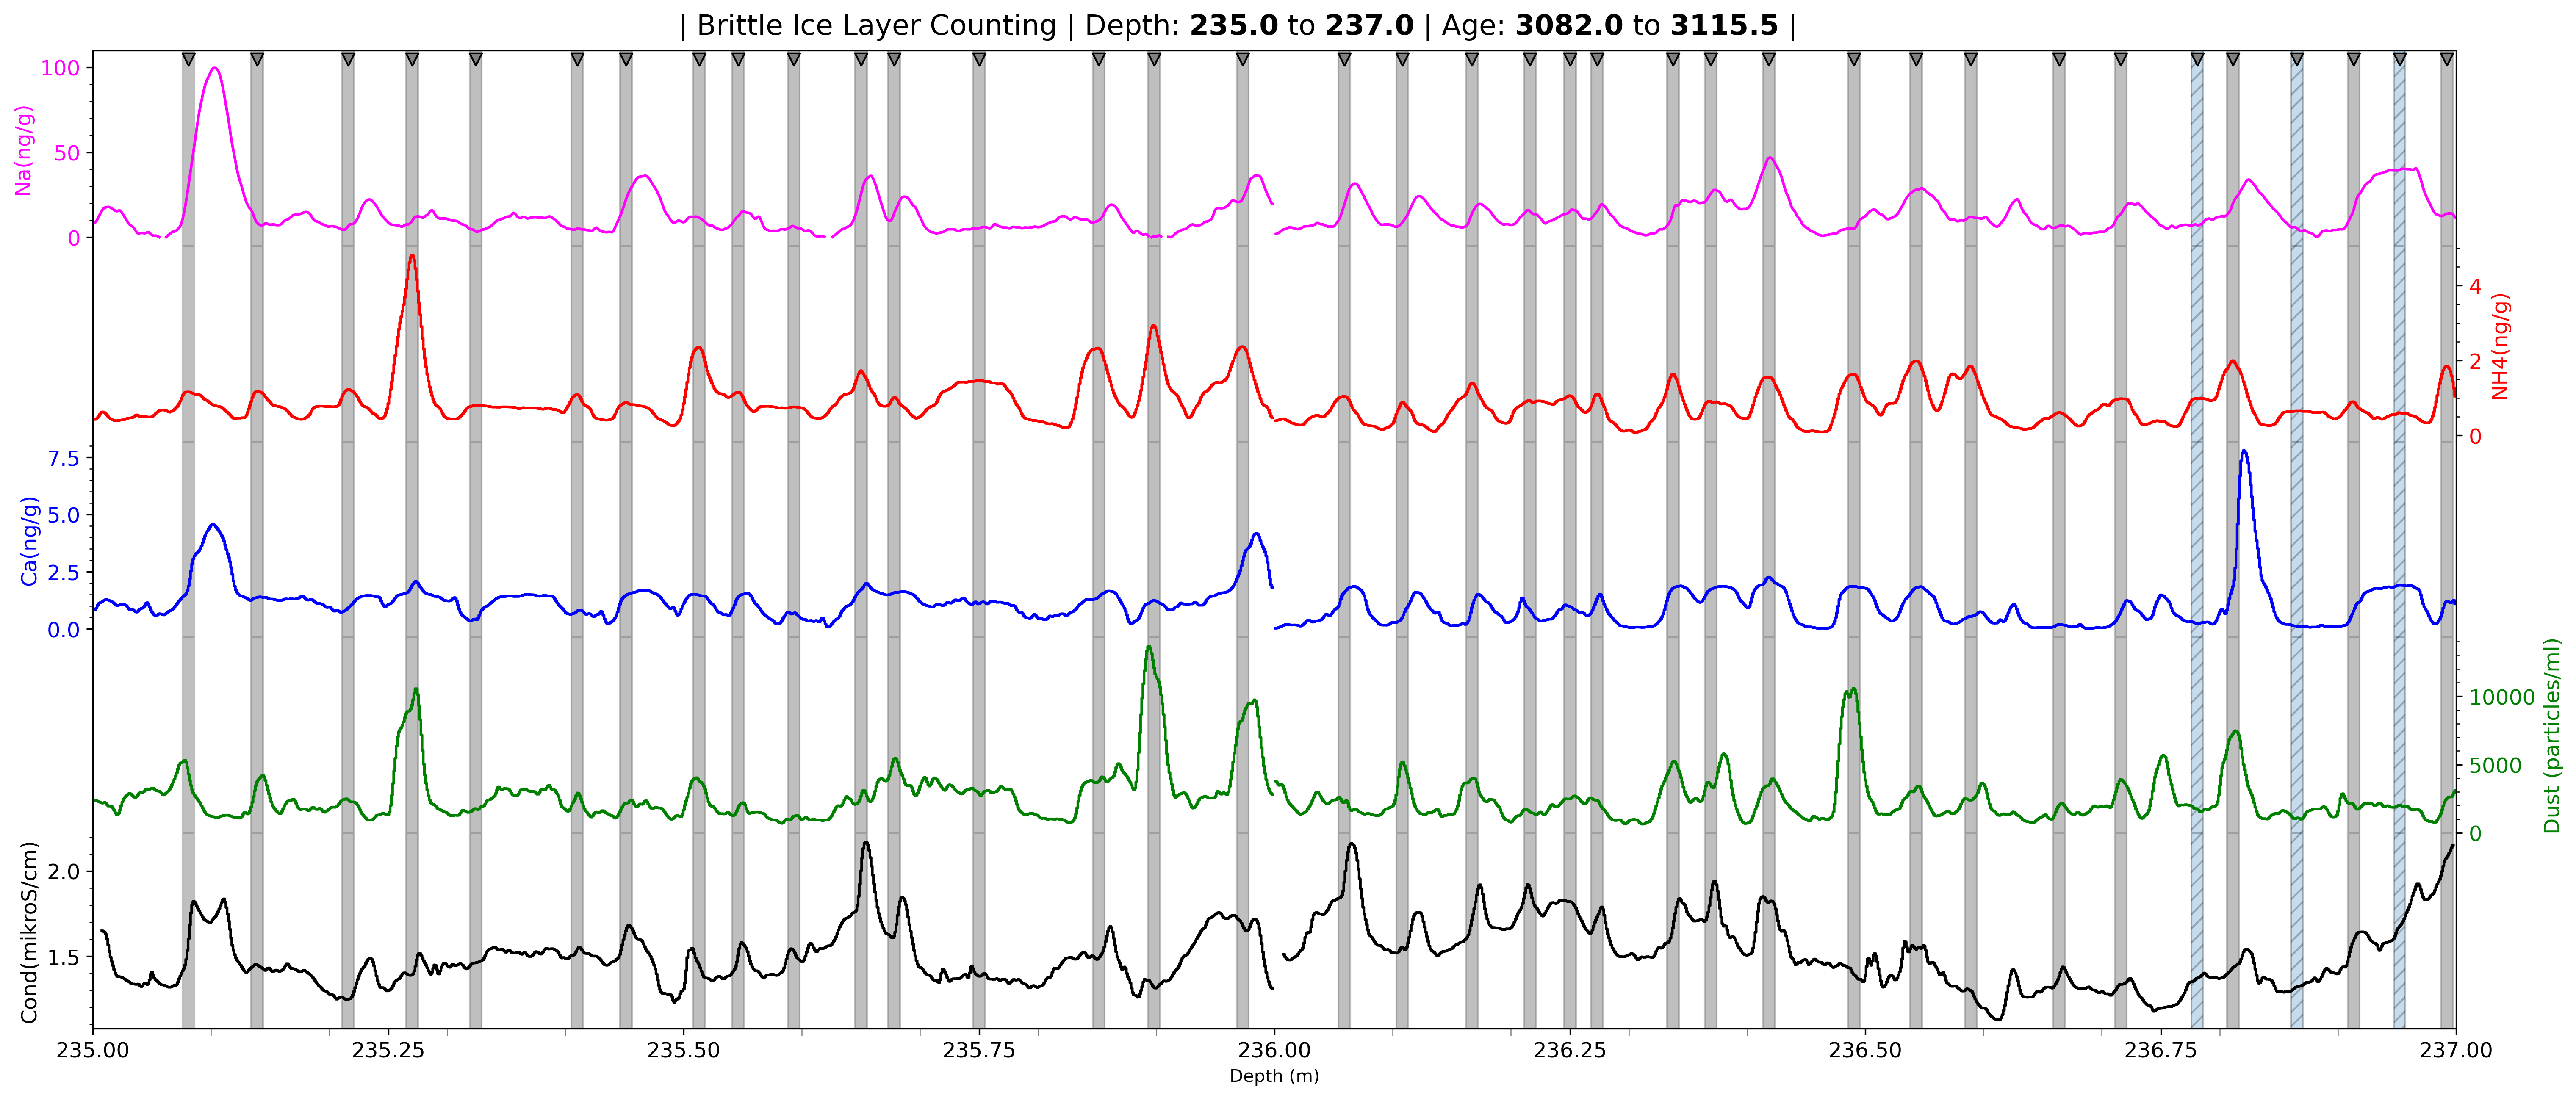 | Brittle Ice Layer Counting | Depth: 235.0 to 237.0 | Age: 3082.0 to 3115.5 |
100
50
0
Na(ng/g)
4
2
0
NH4(ng/g)
7.5
5.0
2.5
0.0
Ca(ng/g)
10000
5000
0
Dust (particles/ml)
2.0
1.5
Cond(mikroS/cm)
235.00 235.25 235.50 235.75 236.00 236.25 236.50 236.75 237.00
Depth (m)